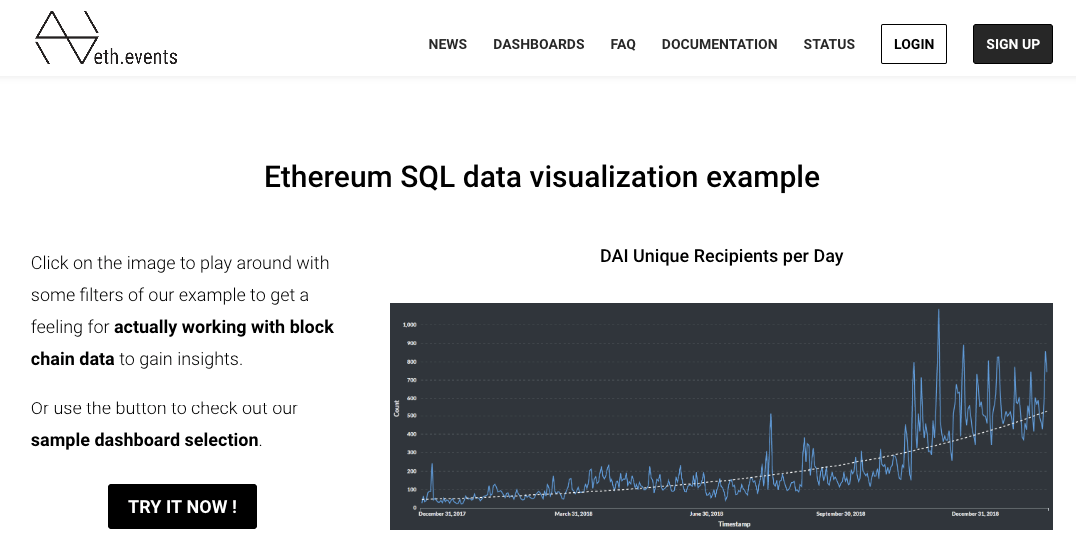 eth.events
NEWS
DASHBOARDS
FAQ
DOCUMENTATION
STATUS
LOGIN
SIGN UP
Ethereum SQL data visualization example
Click on the image to play around with
some filters of our example to get a
feeling for actually working with block
chain data to gain insights.
Or use the button to check out our
sample dashboard selection.
TRY IT NOW !
DAI Unique Recipients per Day
1,000
900
800
700
600
500
400
300
200
100
0
Count
December 31, 2017
March 31, 2018
June 30, 2018
September 30, 2018
December 31, 2018
Timestamp